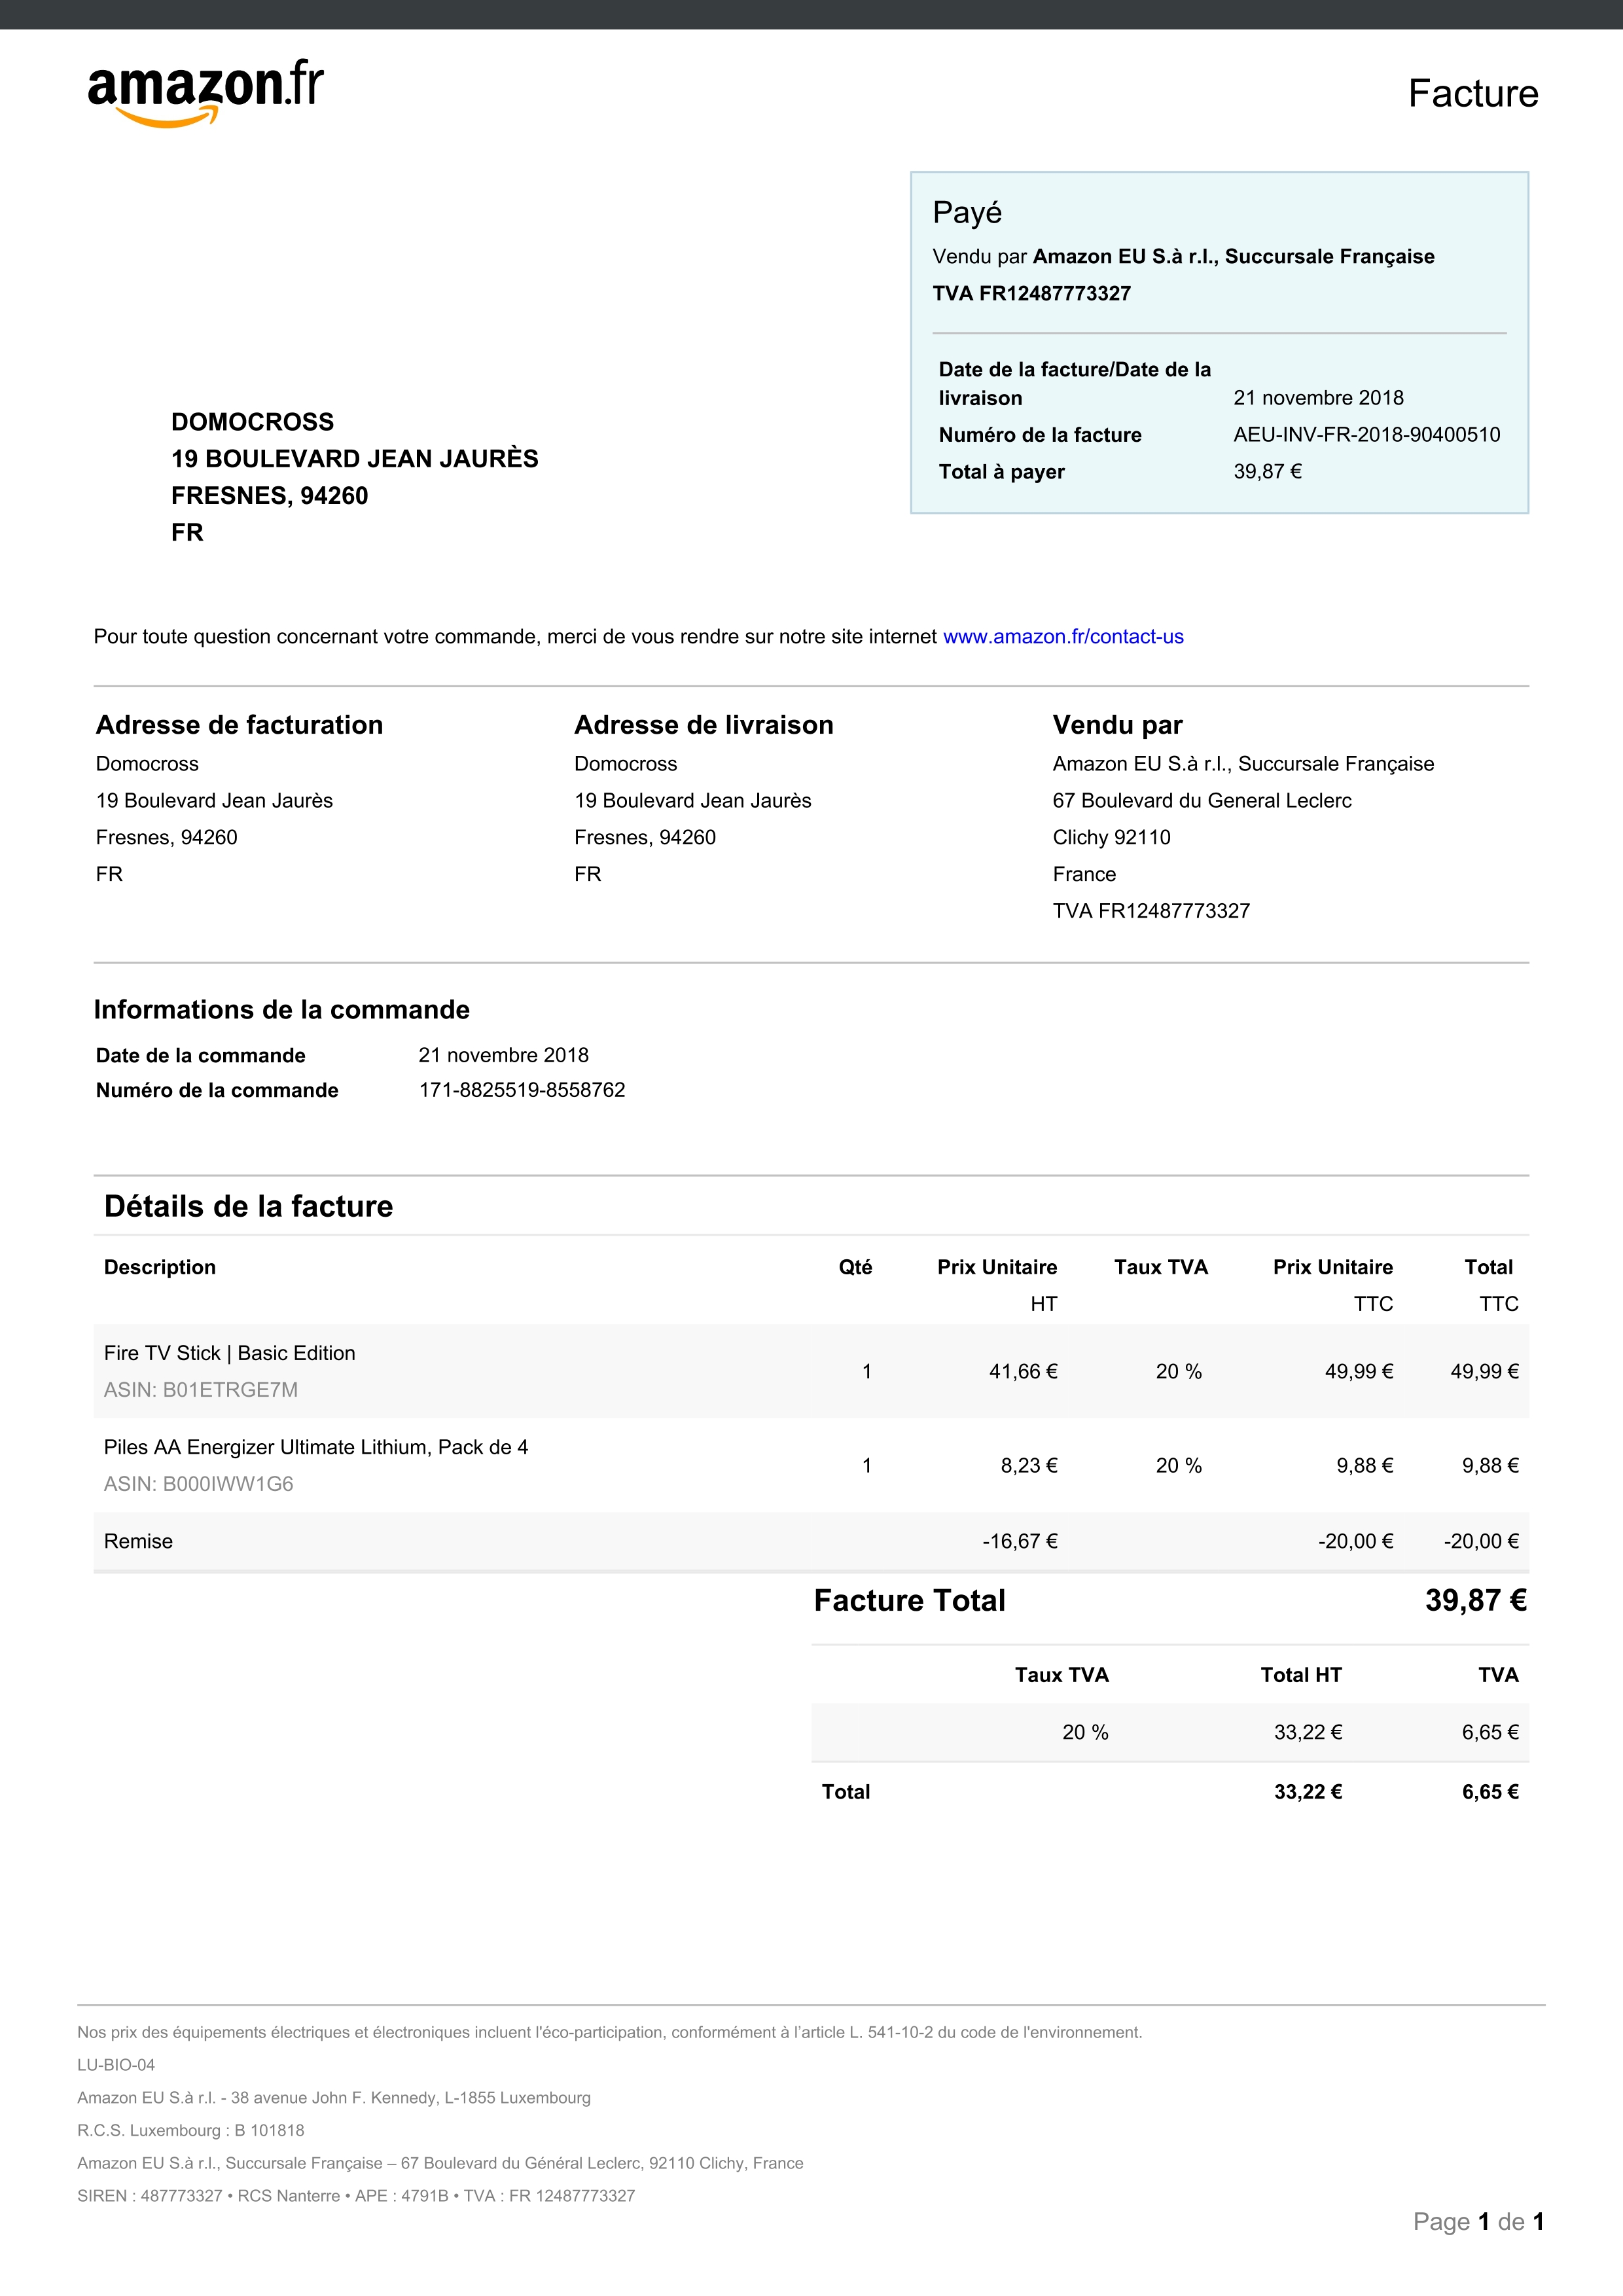 amazon.fr
Facture
Payé
Vendu par Amazon EU S.à r.l., Succursale Française
TVA FR12487773327
Date de la facture/Date de la
livraison 21 novembre 2018
Numéro de la facture AEU-INV-FR-2018-90400510
Total à payer 39,87 €
DOMOCROSS
19 BOULEVARD JEAN JAURÈS
FRESNES, 94260
FR
Pour toute question concernant votre commande, merci de vous rendre sur notre site internet www.amazon.fr/contact-us
Adresse de facturation
Domocross
19 Boulevard Jean Jaurès
Fresnes, 94260
FR
Adresse de livraison
Domocross
19 Boulevard Jean Jaurès
Fresnes, 94260
FR
Vendu par
Amazon EU S.à r.l., Succursale Française
67 Boulevard du General Leclerc
Clichy 92110
France
TVA FR12487773327
Informations de la commande
Date de la commande 21 novembre 2018
Numéro de la commande 171-8825519-8558762
Détails de la facture
Description Qté Prix Unitaire Taux TVA Prix Unitaire Total
HT TTC TTC
Fire TV Stick | Basic Edition
ASIN: B01ETRGE7M
1 41,66 € 20 % 49,99 € 49,99 €
Piles AA Energizer Ultimate Lithium, Pack de 4
ASIN: B000IWW1G6
1 8,23 € 20 % 9,88 € 9,88 €
Remise -16,67 € -20,00 € -20,00 €
Facture Total 39,87 €
Taux TVA Total HT TVA
20 % 33,22 € 6,65 €
Total 33,22 € 6,65 €
Nos prix des équipements électriques et électroniques incluent l'éco-participation, conformément à l'article L. 541-10-2 du code de l'environnement.
LU-BIO-04
Amazon EU S.à r.l. - 38 avenue John F. Kennedy, L-1855 Luxembourg
R.C.S. Luxembourg : B 101818
Amazon EU S.à r.l., Succursale Française – 67 Boulevard du Général Leclerc, 92110 Clichy, France
SIREN : 487773327 • RCS Nanterre • APE : 4791B • TVA : FR 12487773327
Page 1 de 1